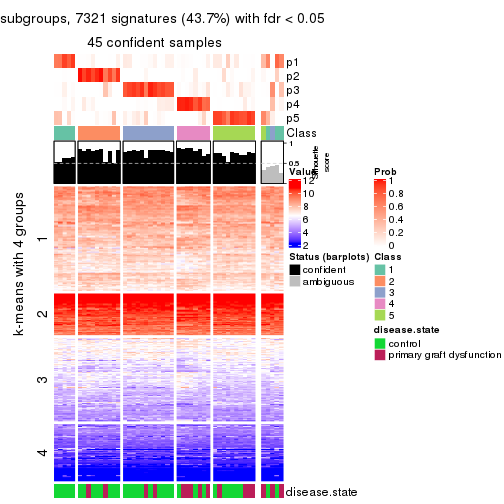 subgroups, 7321 signatures (43.7%) with fdr < 0.05
45 confident samples
p1
p2
p3
p4
p5
Class
1
0.5
0
Silhouette score
k-means with 4 groups
1
2
3
4
disease.state
Value
12
10
8
6
4
2
Prob
1
0.8
0.6
0.4
0.2
0
Status (barplots)
confident
ambiguous
Class
1
2
3
4
5
disease.state
control
primary graft dysfunction